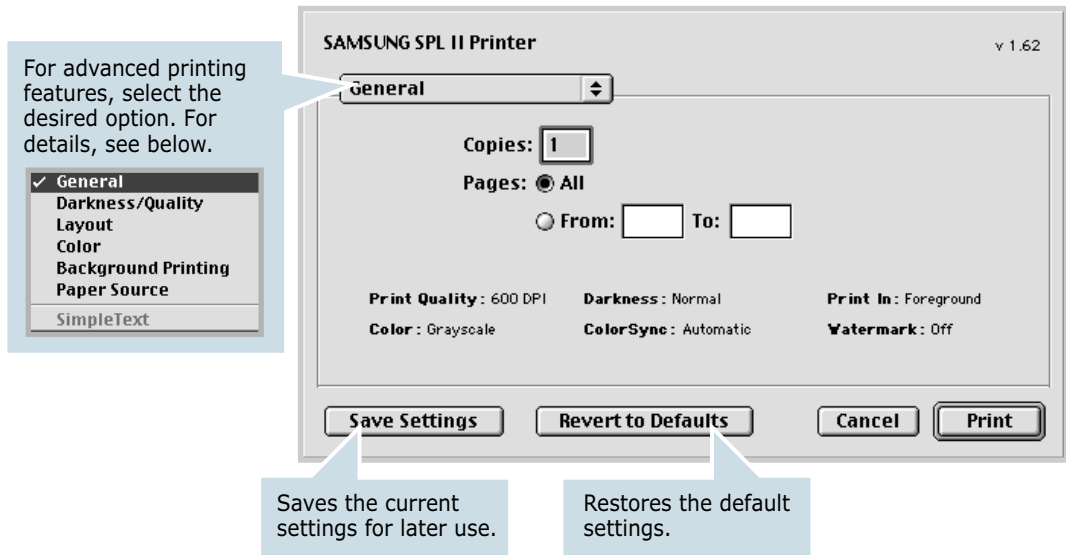 SAMSUNG SPL II Printer
v 1.62
For advanced printing
features, select the
desired option. For
details, see below.
✓ General
Darkness/Quality
Layout
Color
Background Printing
Paper Source
SimpleText
General
Copies: 1
Pages: All
From: To:
Print Quality: 600 DPI Darkness: Normal Print In: Foreground
Color: Grayscale ColorSync: Automatic Watermark: Off
Save Settings Revert to Defaults Cancel Print
Saves the current
settings for later use.
Restores the default
settings.